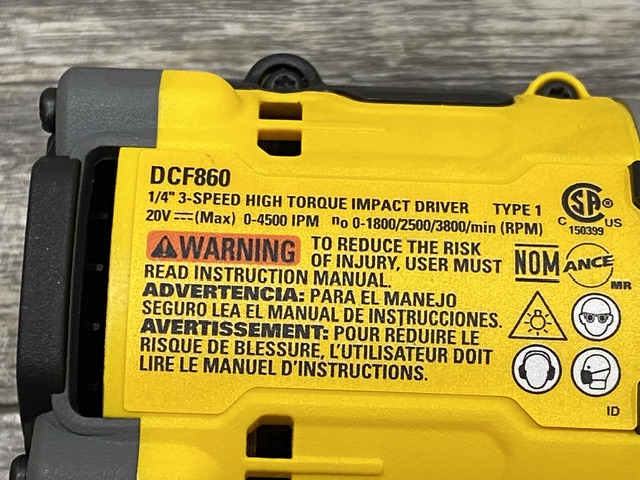 DCF860
1/4" 3-SPEED HIGH TORQUE IMPACT DRIVER TYPE 1
20V ⎓ (Max) 0-4500 IPM no 0-1800/2500/3800/min (RPM)
CSA®
C US
150399
WARNING TO REDUCE THE RISK
OF INJURY, USER MUST
READ INSTRUCTION MANUAL.
NOM ANCE
MR
ADVERTENCIA: PARA EL MANEJO
SEGURO LEA EL MANUAL DE INSTRUCCIONES.
AVERTISSEMENT: POUR REDUIRE LE
RISQUE DE BLESSURE, L'UTILISATEUR DOIT
LIRE LE MANUEL D'INSTRUCTIONS.
ID